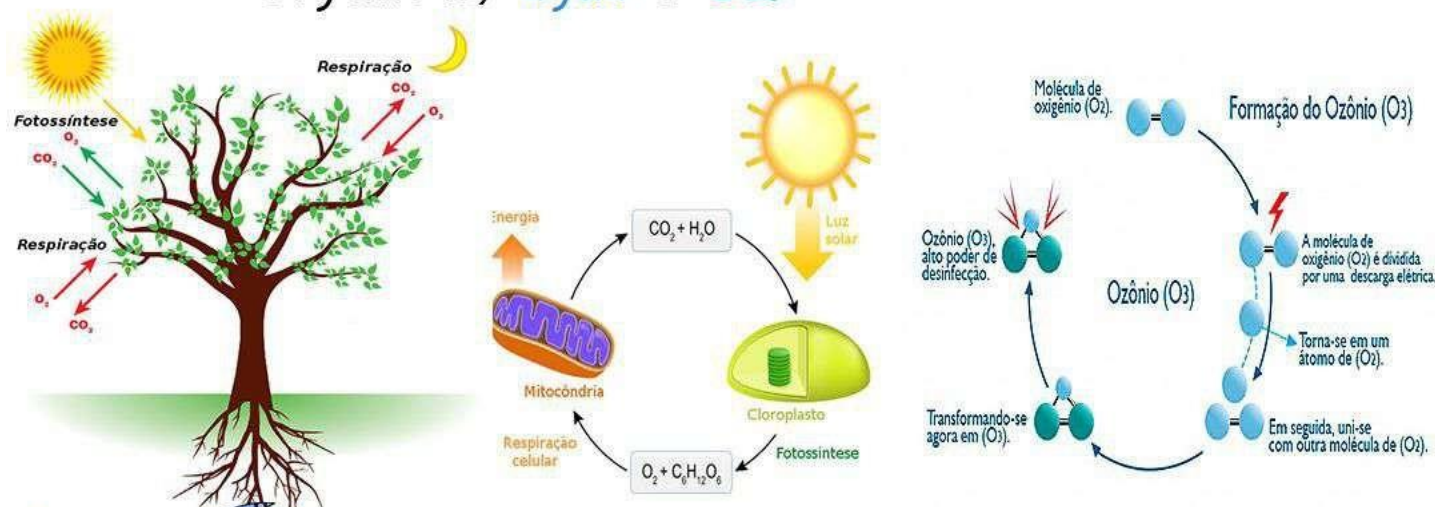 Respiração
CO₂
O₂
Fotossíntese
O₂
CO₂
Respiração
O₂
CO₂
Energia
CO₂ + H₂O
Luz
solar
Mitocôndria
Cloroplasto
Respiração
celular
Fotossintese
O₂ + C₆H₁₂O₆
Molécula de
oxigênio (O2).
Formação do Ozônio (O3)
Ozônio (O3),
alto poder de
desinfecção.
A molécula de
oxigênio (O2) é dividida
por uma descarga elétrica.
Ozônio (O3)
Torna-se em um
átomo de (O2).
Transformando-se
agora em (O3).
Em seguida, uni-se
com outra molécula de (O2).